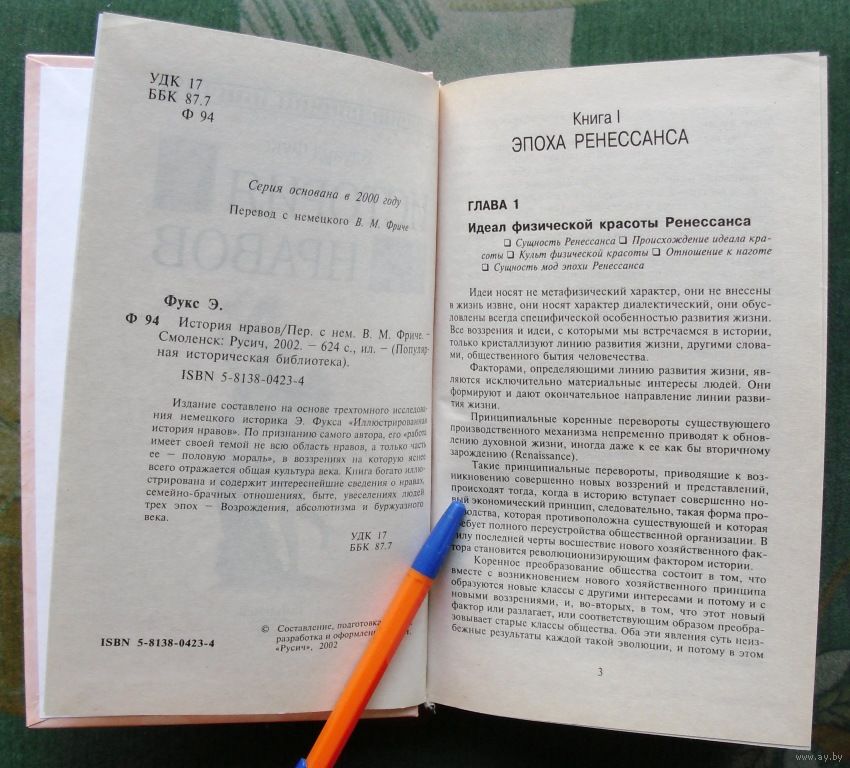 УДК 17
ББК 87.7
Ф 94
Серия основана в 2000 году
Перевод с немецкого В. М. Фриче
Фукс Э.
Ф 94 История нравов/Пер. с нем. В. М. Фриче. –
Смоленск: Русич, 2002. – 624 с., ил. – (Популяр-
ная историческая библиотека).
ISBN 5-8138-0423-4
Издание составлено на основе трехтомного исследова-
ния немецкого историка Э. Фукса «Иллюстрированная
история нравов». По признанию самого автора, его «работа
имеет своей темой не всю область нравов, а только часть
ее – половую мораль», в воззрениях на которую яснее
всего отражается общая культура века. Книга богато иллю-
стрирована и содержит интереснейшие сведения о нравах,
семейно-брачных отношениях, быте, увеселениях людей
трех эпох – Возрождения, абсолютизма и буржуазного
века.
УДК 17
ББК 87.7
© Составление, подготовка
разработка и оформление
«Русич», 2002
ISBN 5-8138-0423-4
Книга I
ЭПОХА РЕНЕССАНСА
ГЛАВА 1
Идеал физической красоты Ренессанса
❑ Сущность Ренессанса ❑ Происхождение идеала кра-
соты ❑ Культ физической красоты ❑ Отношение к наготе
❑ Сущность мод эпохи Ренессанса
Идеи носят не метафизический характер, они не внесены
в жизнь извне, они носят характер диалектический, они обус-
ловлены всегда специфической особенностью развития жизни.
Все воззрения и идеи, с которыми мы встречаемся в истории,
только кристаллизуют линию развития жизни, другими слова-
ми, общественного бытия человечества.
Факторами, определяющими линию развития жизни, яв-
ляются исключительно материальные интересы людей. Они
формируют и дают окончательное направление линии разви-
тия жизни.
Принципиальные коренные перевороты существующего
производственного механизма непременно приводят к обнов-
лению духовной жизни, иногда даже к ее как бы вторичному
зарождению (Renaissance).
Такие принципиальные перевороты, приводящие к воз-
никновению совершенно новых воззрений и представлений,
происходят тогда, когда в историю вступает совершенно но-
вый экономический принцип, следовательно, такая форма про-
водства, которая противоположна существующей и которая
требует полного переустройства общественной организации. В
силу последней черты восшествие нового хозяйственного фак-
тора становится революционизирующим фактором истории.
Коренное преобразование общества состоит в том, что
вместе с возникновением нового хозяйственного принципа
образуются новые классы с другими интересами и потому и с
новыми воззрениями, и, во-вторых, в том, что этот новый
фактор или разлагает, или соответствующим образом преобра-
зовывает старые классы общества. Оба эти явления суть неиз-
бежные результаты каждой такой эволюции, и потому в этом
3
www.ay.by